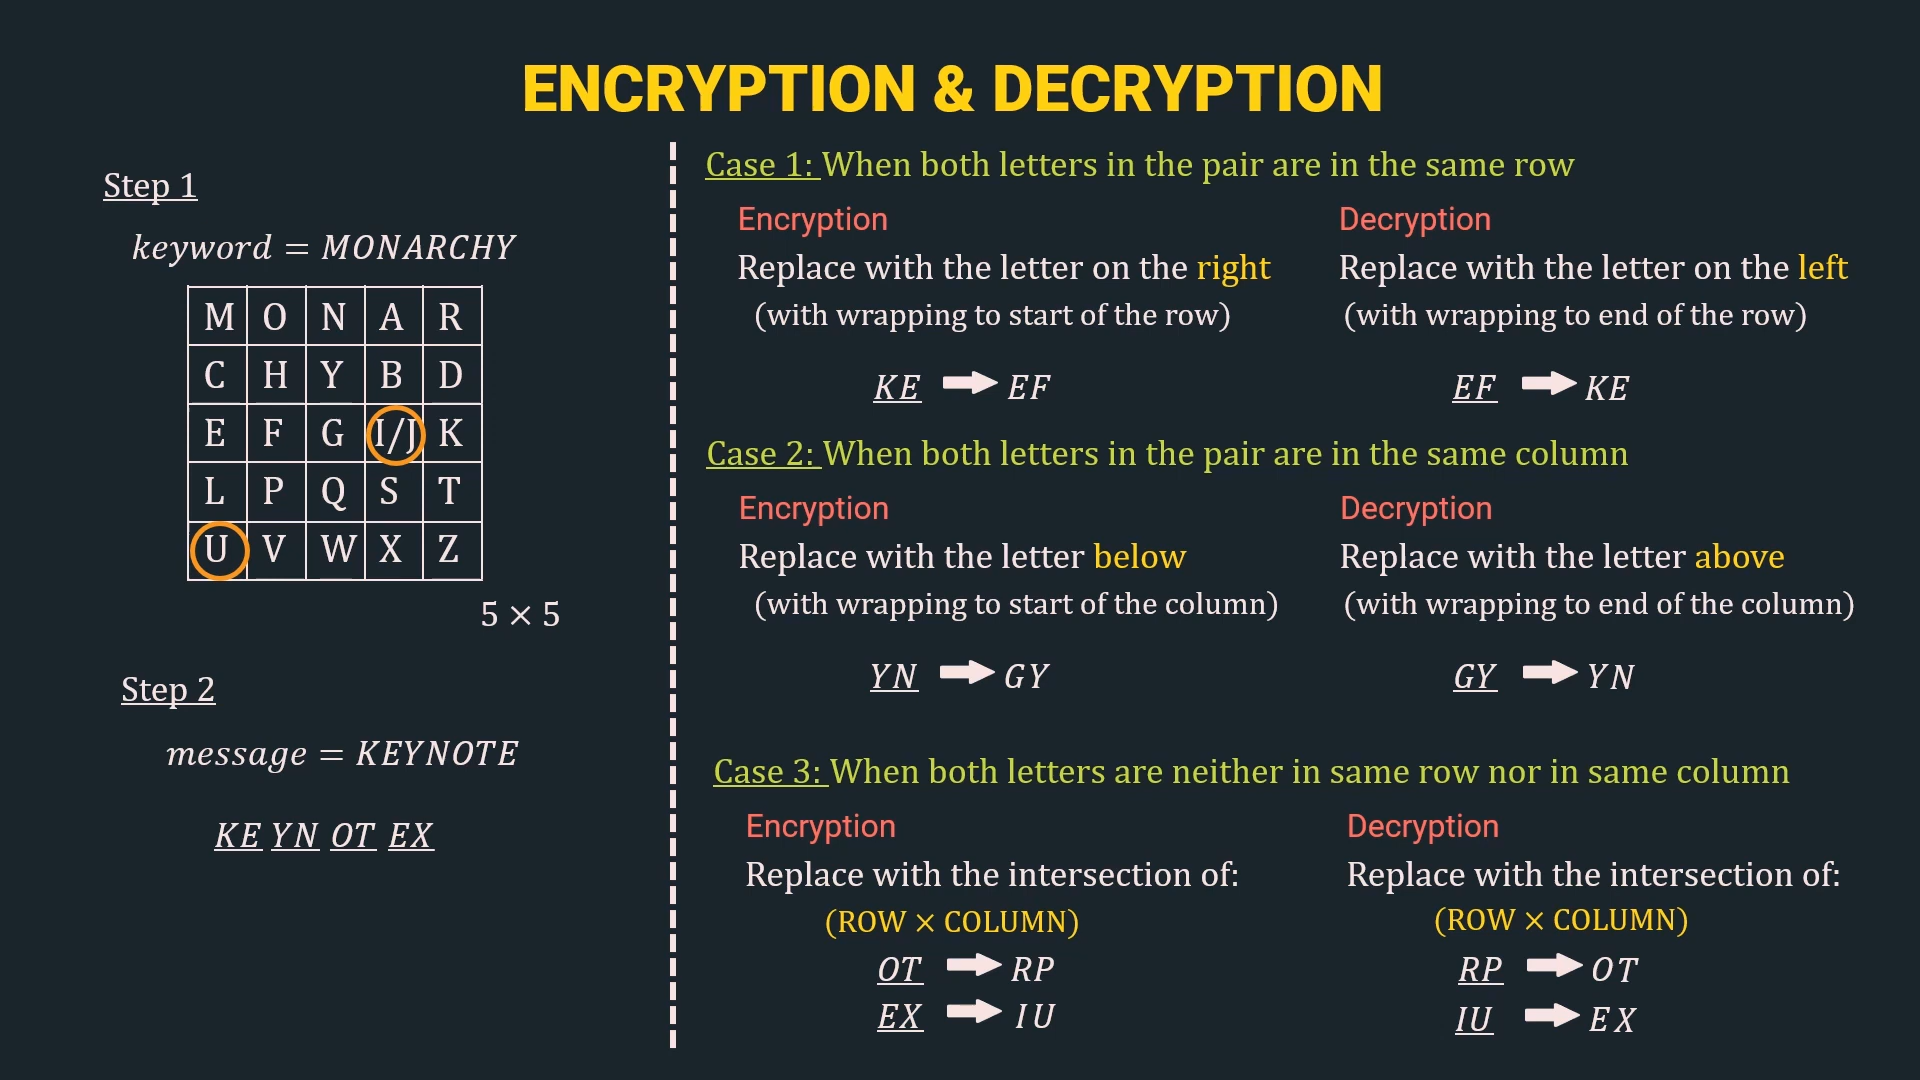 ENCRYPTION & DECRYPTION
Step 1
keyword = MONARCHY
M O N A R
C H Y B D
E F G I/J K
L P Q S T
U V W X Z
5 × 5
Step 2
message = KEYNOTE
KE YN OT EX
Case 1: When both letters in the pair are in the same row
Encryption
Replace with the letter on the right
(with wrapping to start of the row)
KE EF
Decryption
Replace with the letter on the left
(with wrapping to end of the row)
EF KE
Case 2: When both letters in the pair are in the same column
Encryption
Replace with the letter below
(with wrapping to start of the column)
YN GY
Decryption
Replace with the letter above
(with wrapping to end of the column)
GY YN
Case 3: When both letters are neither in same row nor in same column
Encryption
Replace with the intersection of:
(ROW × COLUMN)
OT RP
EX IU
Decryption
Replace with the intersection of:
(ROW × COLUMN)
RP OT
IU EX